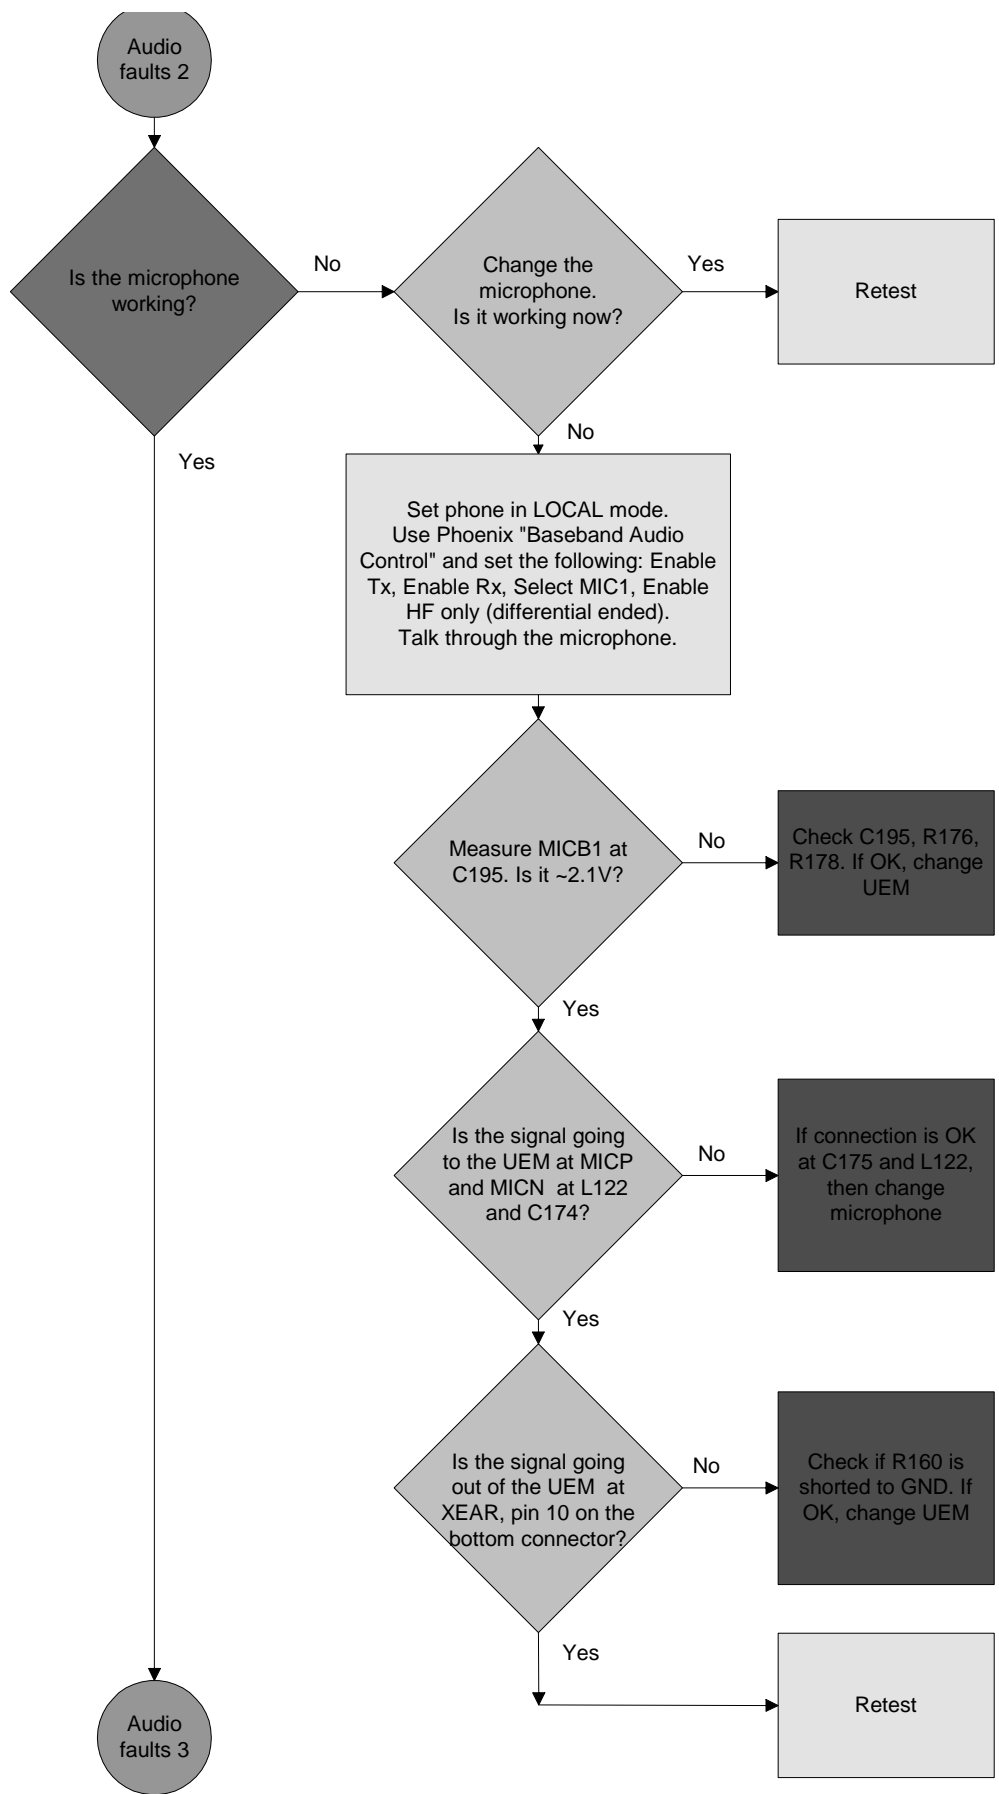 Audio
faults 2
Is the microphone
working?
No
Change the
microphone.
Is it working now?
Yes
Retest
Yes
No
Set phone in LOCAL mode.
Use Phoenix "Baseband Audio
Control" and set the following: Enable
Tx, Enable Rx, Select MIC1, Enable
HF only (differential ended).
Talk through the microphone.
Measure MICB1 at
C195. Is it ~2.1V?
No
Check C195, R176,
R178. If OK, change
UEM
Yes
Is the signal going
to the UEM at MICP
and MICN at L122
and C174?
No
If connection is OK
at C175 and L122,
then change
microphone
Yes
Is the signal going
out of the UEM at
XEAR, pin 10 on the
bottom connector?
No
Check if R160 is
shorted to GND. If
OK, change UEM
Yes
Retest
Audio
faults 3